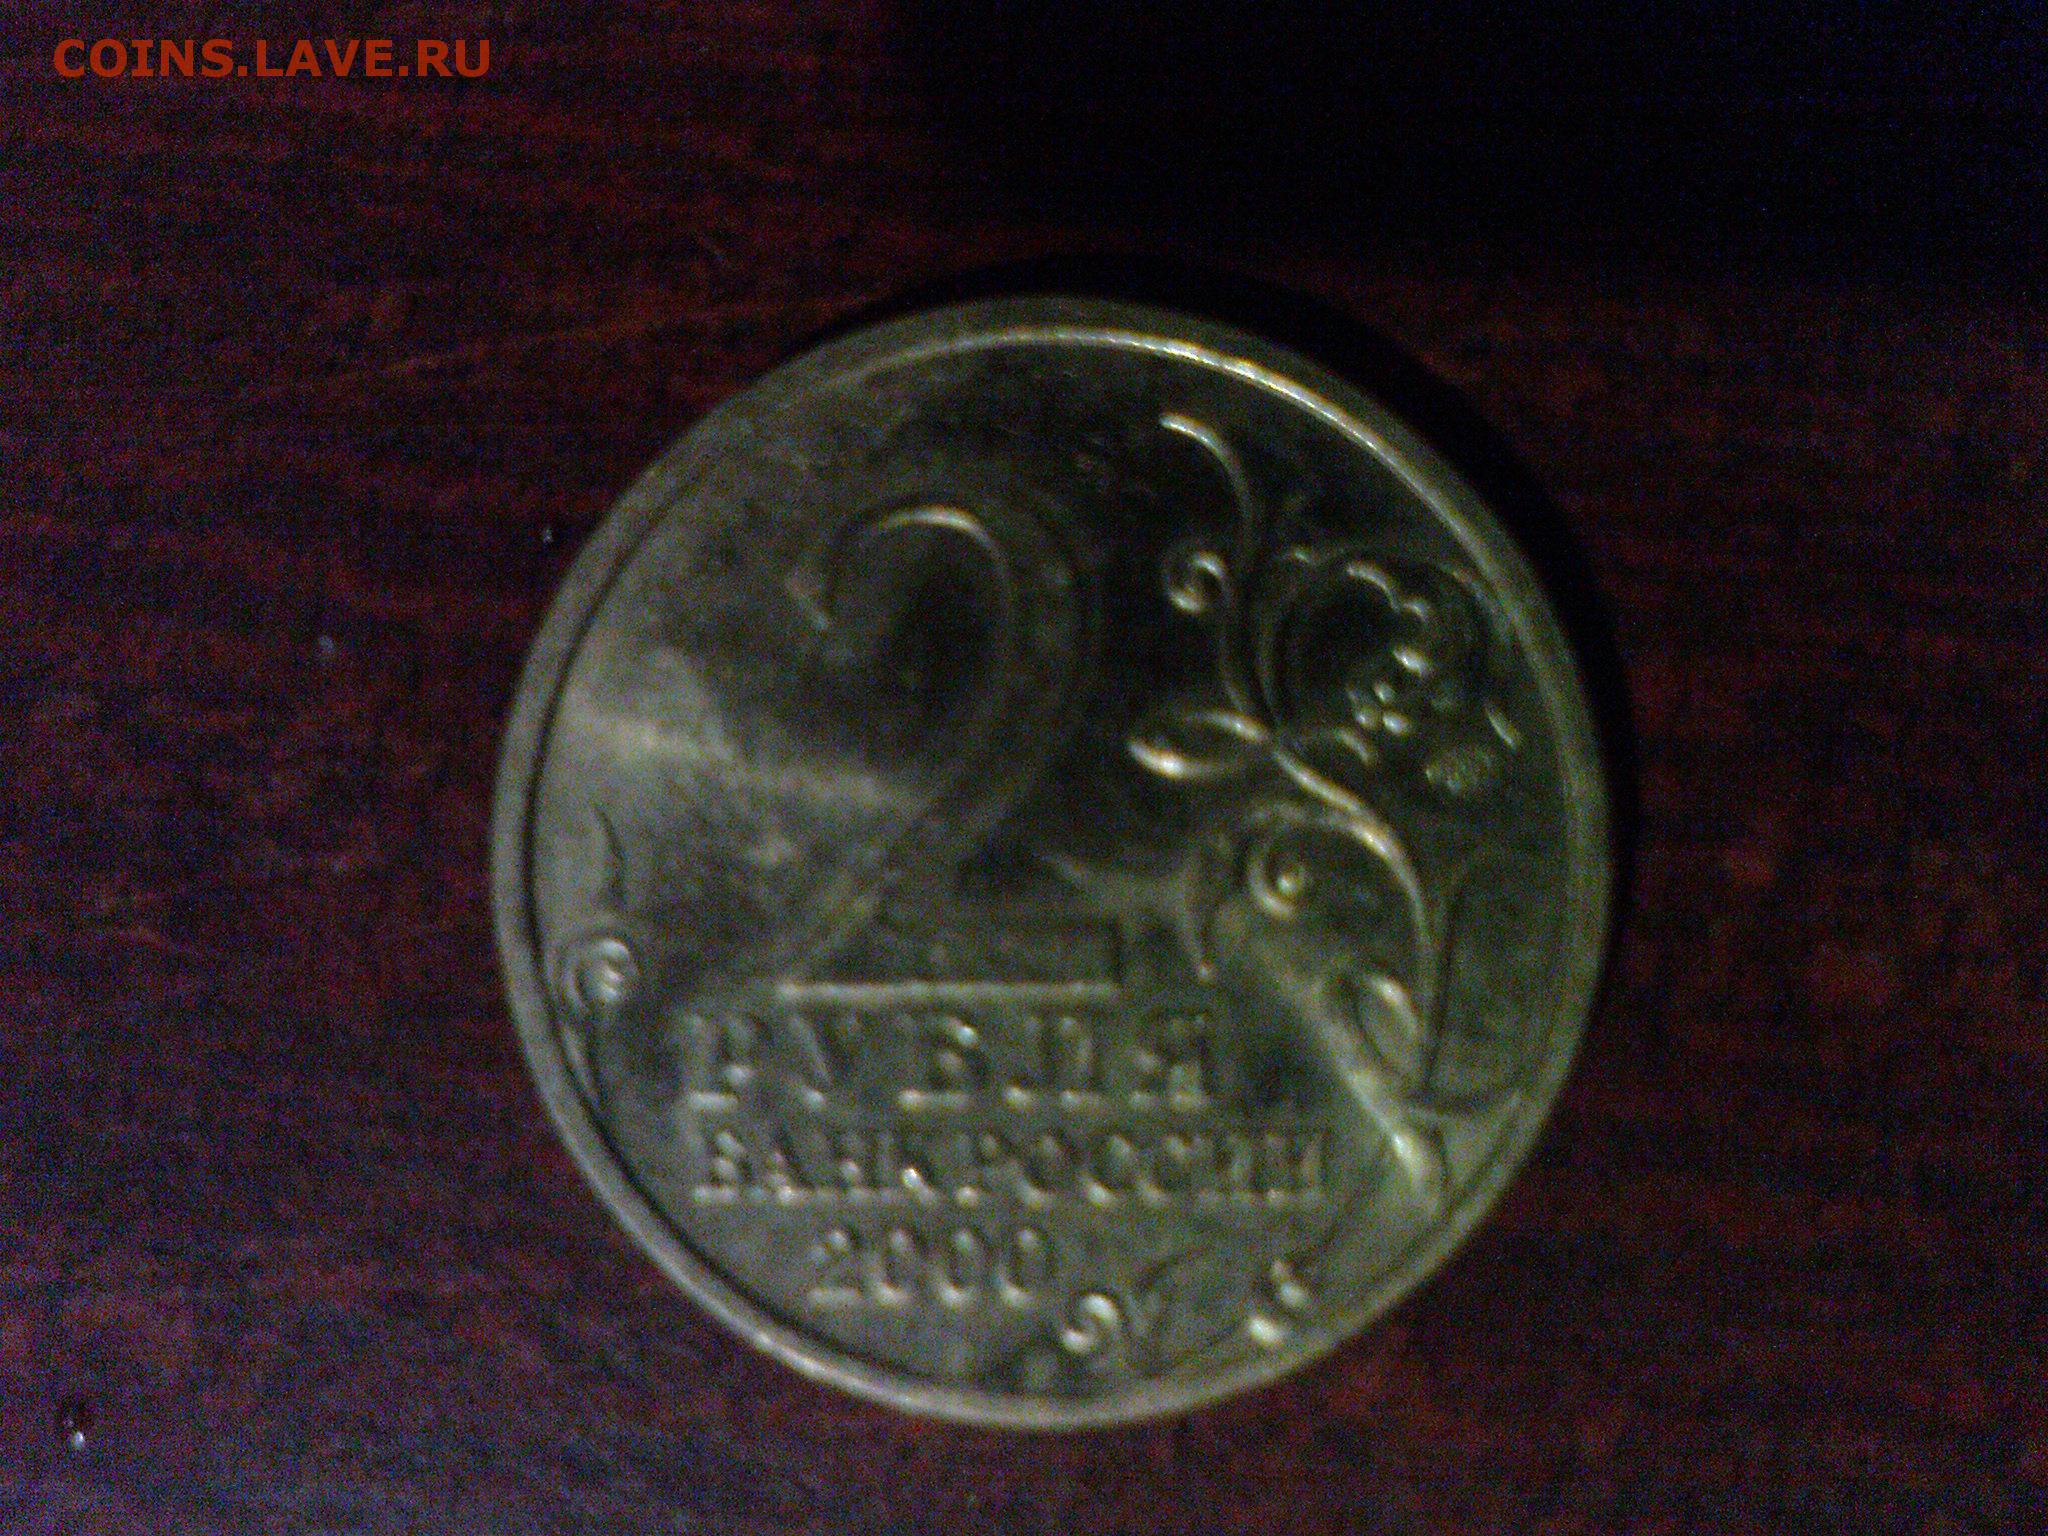 COINS.LAVE.RU
2
РУБЛЯ
БАНК РОССИИ
2000